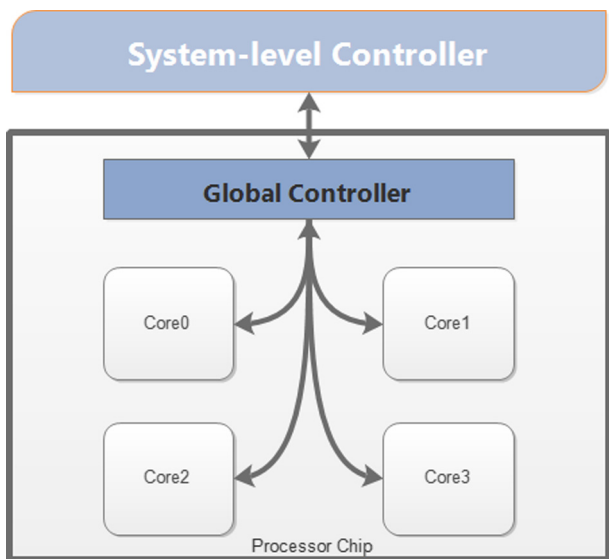 System-level Controller
Global Controller
Core0
Core1
Core2
Core3
Processor Chip